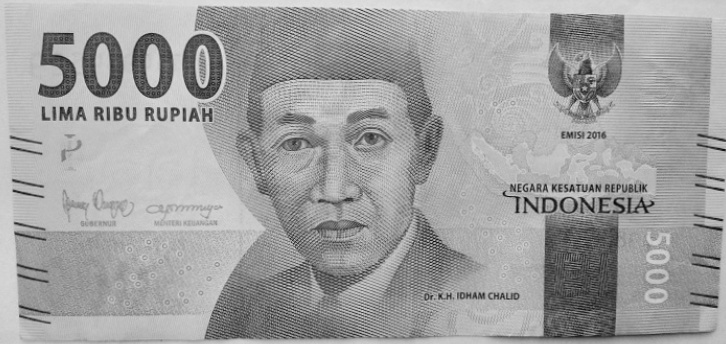 5000
LIMA RIBU RUPIAH
EMISI 2016
NEGARA KESATUAN REPUBLIK
INDONESIA
GUBERNUR
MENTERI KEUANGAN
5000
Dr. K.H. IDHAM CHALID